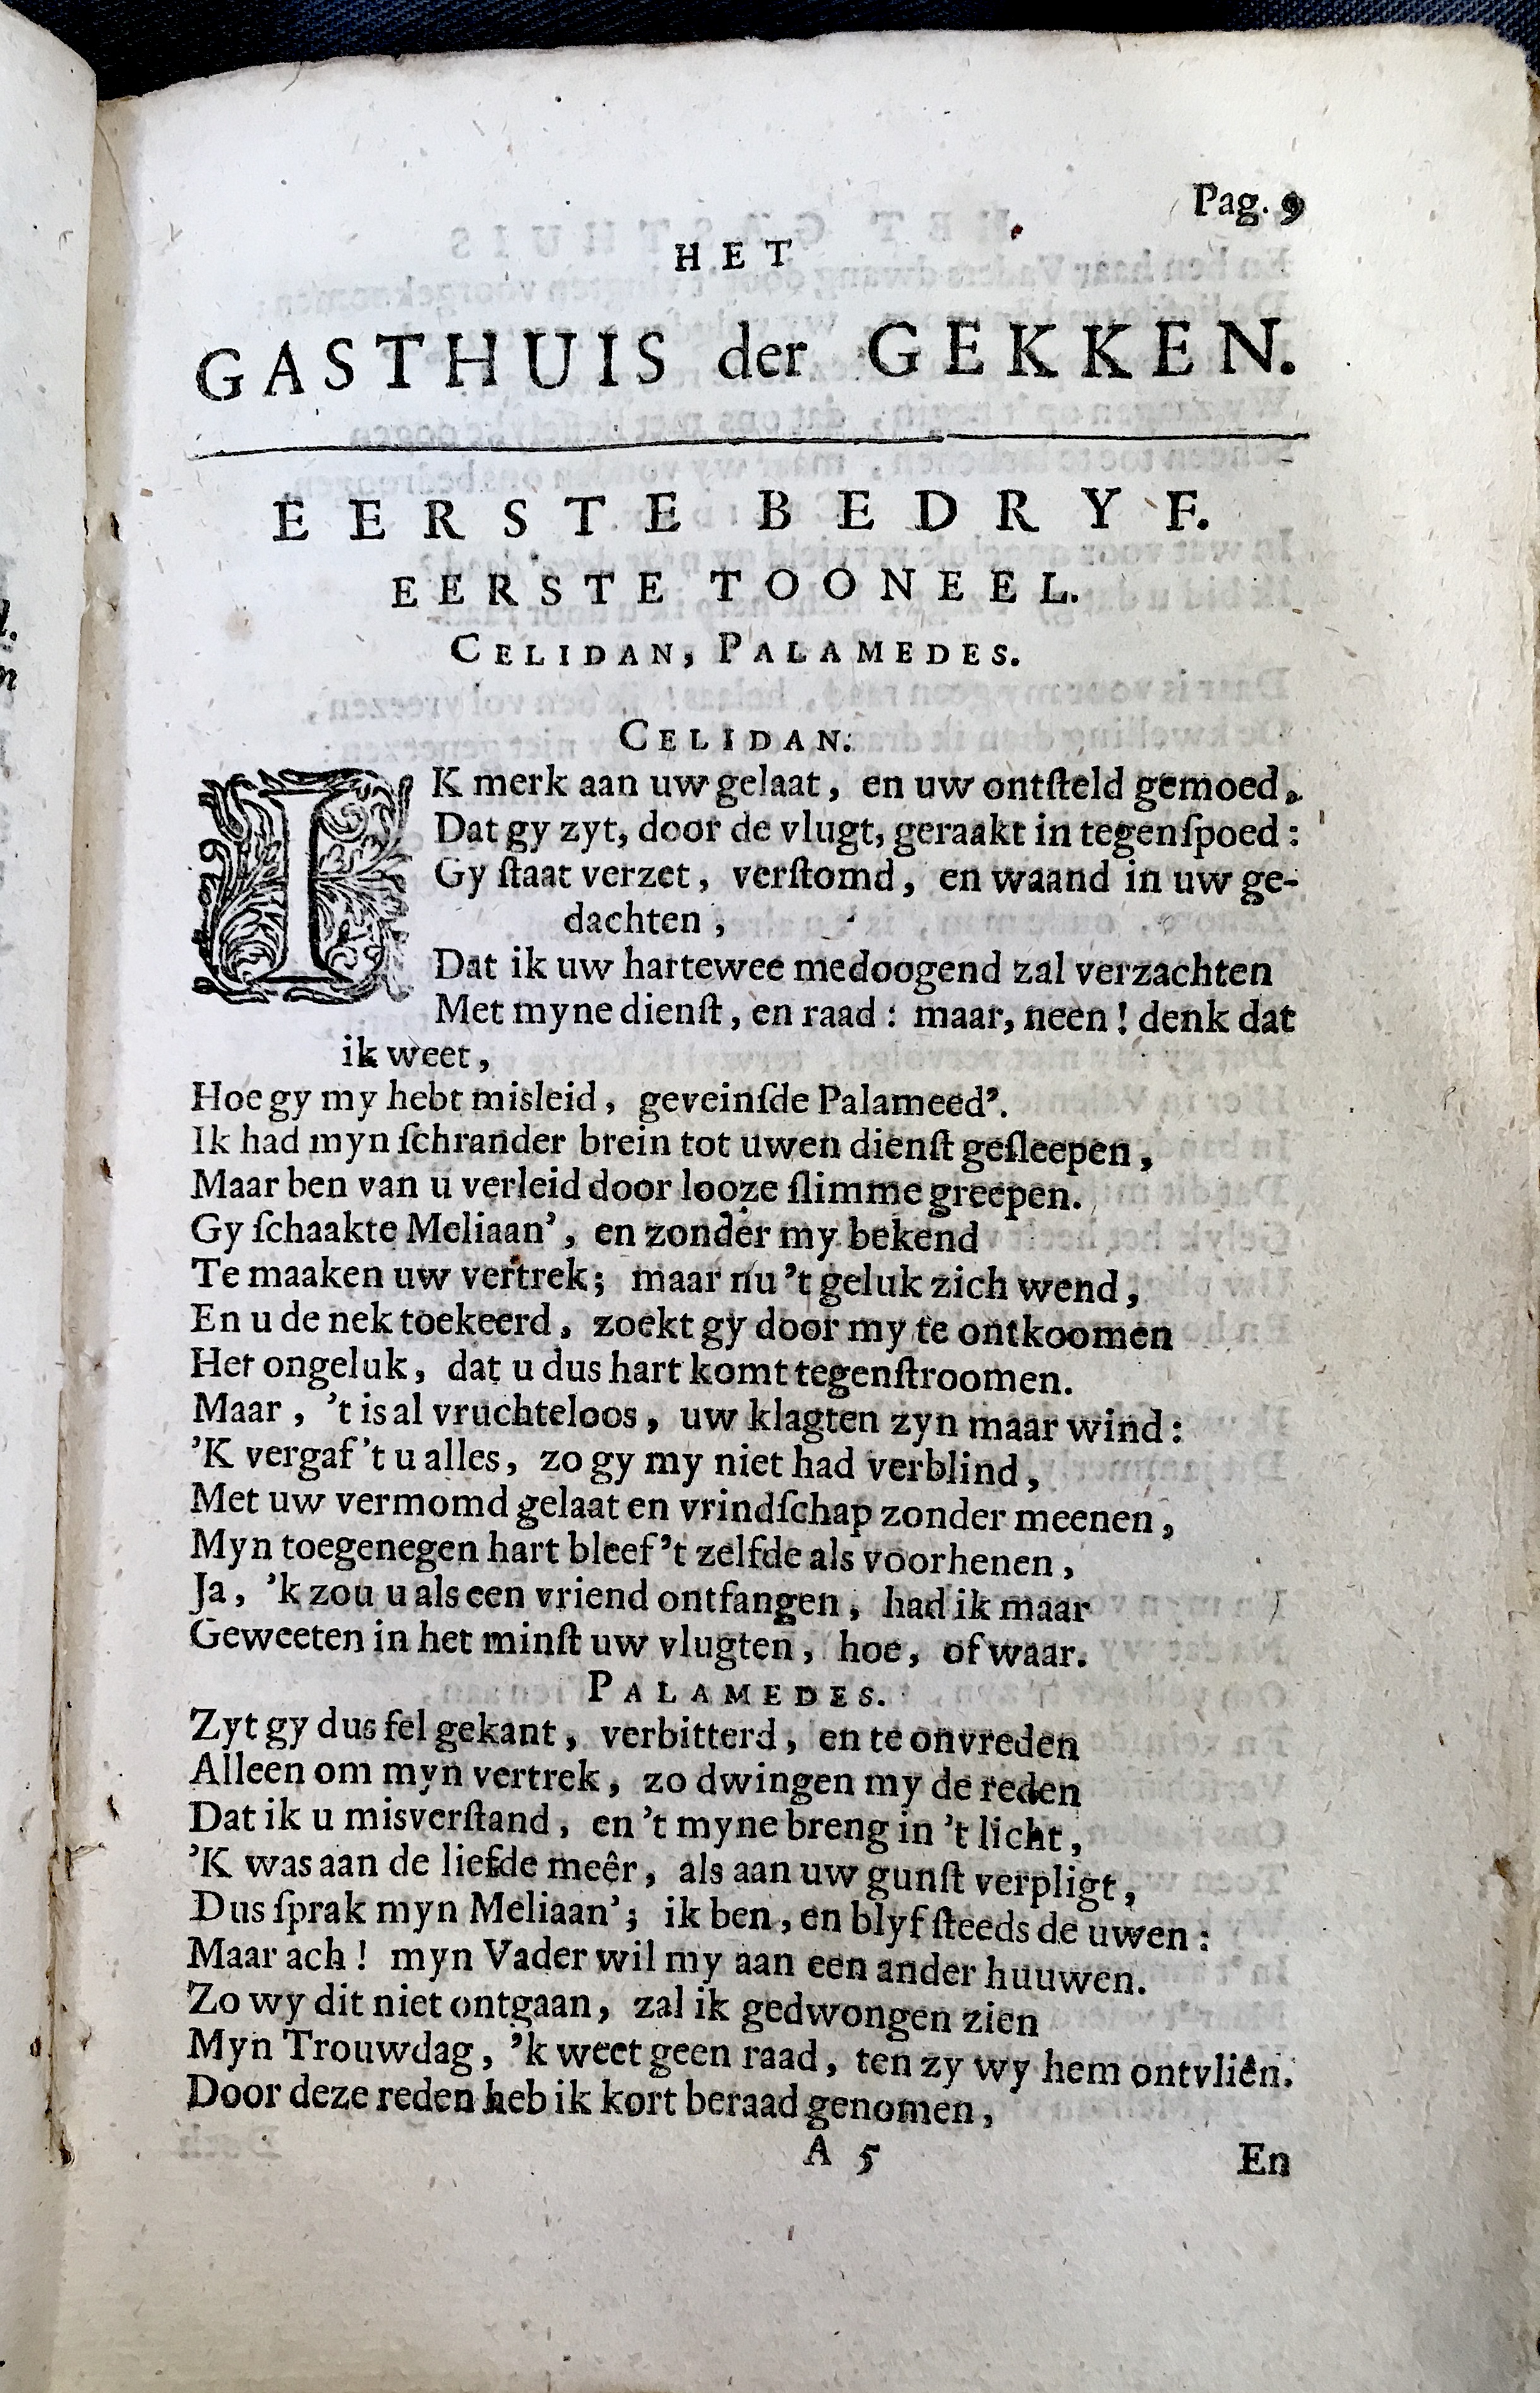 Pag. 9
HET
GASTHUIS der GEKKEN.
EERSTE BEDRYF.
EERSTE TOONEEL.
CELIDAN, PALAMEDES.
CELIDAN.
IK merk aan uw gelaat, en uw ontſteld gemoed,
Dat gy zyt, door de vlugt, geraakt in tegenſpoed:
Gy ſtaat verzet, verſtomd, en waand in uw ge-
dachten,
Dat ik uw hartewee medoogend zal verzachten
Met myne dienſt, en raad: maar, neen! denk dat
ik weet,
Hoe gy my hebt misleid, geveinſde Palameed’.
Ik had myn ſchrander brein tot uwen dienſt geſleepen,
Maar ben van u verleid door looze ſlimme greepen.
Gy ſchaakte Meliaan’, en zonder my bekend
Te maaken uw vertrek; maar nu ’t geluk zich wend,
En u de nek toekeerd, zoekt gy door my te ontkoomen
Het ongeluk, dat u dus hart komt tegenſtroomen.
Maar, ’t is al vruchteloos, uw klagten zyn maar wind:
’K vergaf ’t u alles, zo gy my niet had verblind,
Met uw vermomd gelaat en vrindſchap zonder meenen,
Myn toegenegen hart bleef ’t zelfde als voorhenen,
Ja, ’k zou u als een vriend ontfangen, had ik maar
Geweeten in het minſt uw vlugten, hoe, of waar.
PALAMEDES.
Zyt gy dus fel gekant, verbitterd, en te onvreden
Alleen om myn vertrek, zo dwingen my de reden
Dat ik u misverſtand, en ’t myne breng in ’t licht,
’K was aan de liefde meêr, als aan uw gunſt verpligt,
Dus ſprak myn Meliaan’; ik ben, en blyf ſteeds de uwen:
Maar ach! myn Vader wil my aan een ander huuwen.
Zo wy dit niet ontgaan, zal ik gedwongen zien
Myn Trouwdag, ’k weet geen raad, ten zy wy hem ontvliên.
Door deze reden heb ik kort beraad genomen,
A 5
En